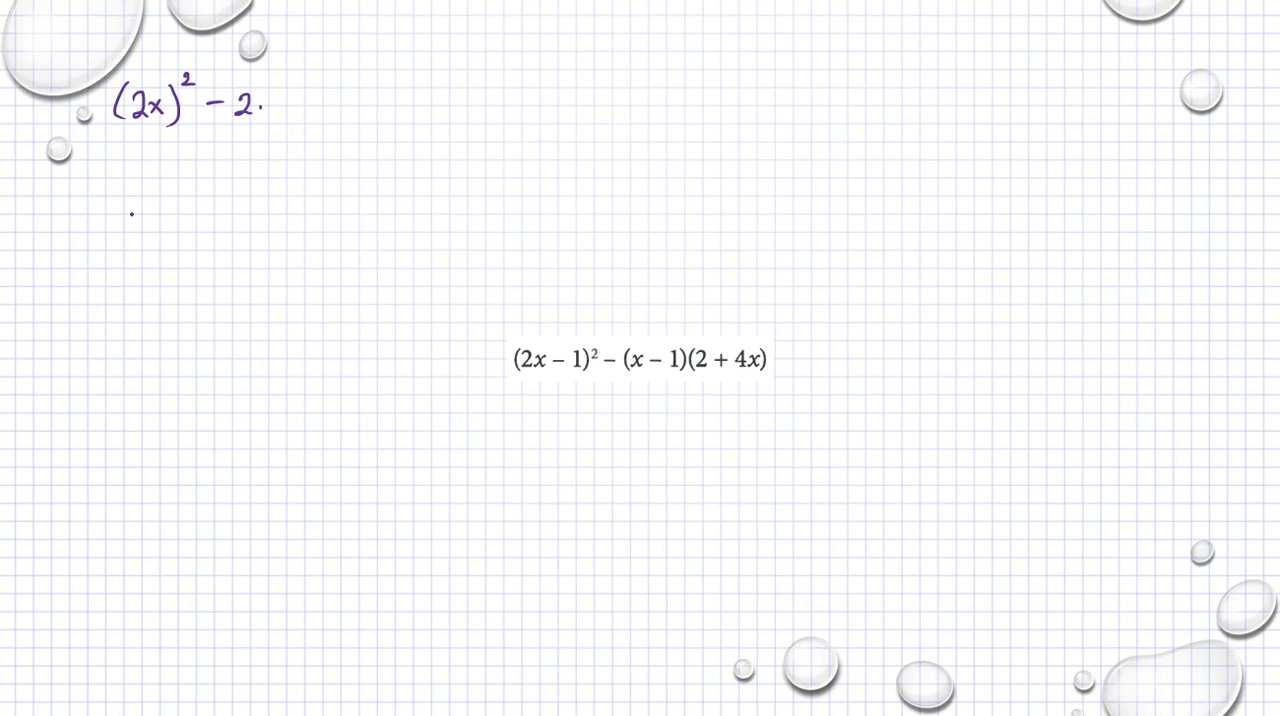 (2x)² − 2.
(2x − 1)² − (x − 1)(2 + 4x)